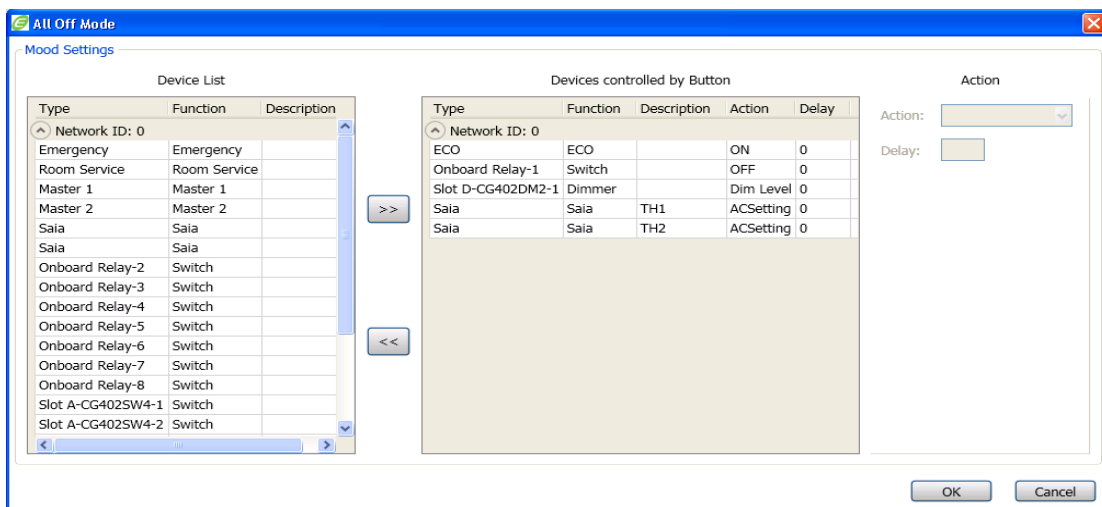 All Off Mode
Mood Settings
Device List
Type Function Description
Network ID: 0
Emergency Emergency
Room Service Room Service
Master 1 Master 1
Master 2 Master 2
Saia Saia
Saia Saia
Onboard Relay-2 Switch
Onboard Relay-3 Switch
Onboard Relay-4 Switch
Onboard Relay-5 Switch
Onboard Relay-6 Switch
Onboard Relay-7 Switch
Onboard Relay-8 Switch
Slot A-CG402SW4-1 Switch
Slot A-CG402SW4-2 Switch
>>
<<
Devices controlled by Button
Type Function Description Action Delay
Network ID: 0
ECO ECO ON 0
Onboard Relay-1 Switch OFF 0
Slot D-CG402DM2-1 Dimmer Dim Level 0
Saia Saia TH1 ACSetting 0
Saia Saia TH2 ACSetting 0
Action
Action:
Delay:
OK Cancel